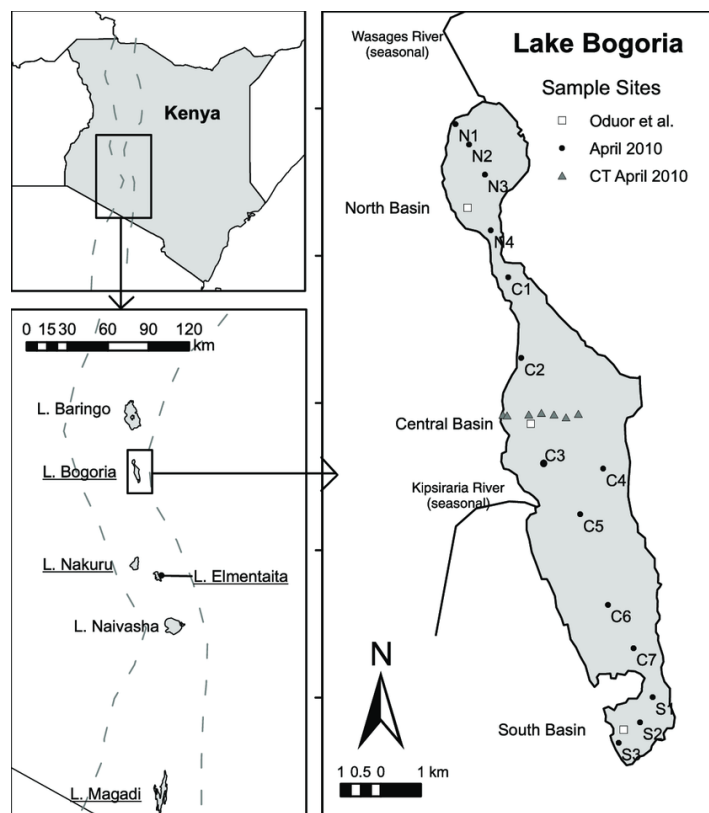 Kenya
0 15 30 60 90 120
km
L. Baringo
L. Bogoria
L. Nakuru
L. Elmentaita
L. Naivasha
L. Magadi
Wasages River
(seasonal)
Lake Bogoria
Sample Sites
Oduor et al.
April 2010
CT April 2010
N1
N2
N3
North Basin
N4
C1
C2
Central Basin
C3
C4
Kipsiraria River
(seasonal)
C5
C6
C7
S1
South Basin
S2
S3
N
1 0.5 0 1 km